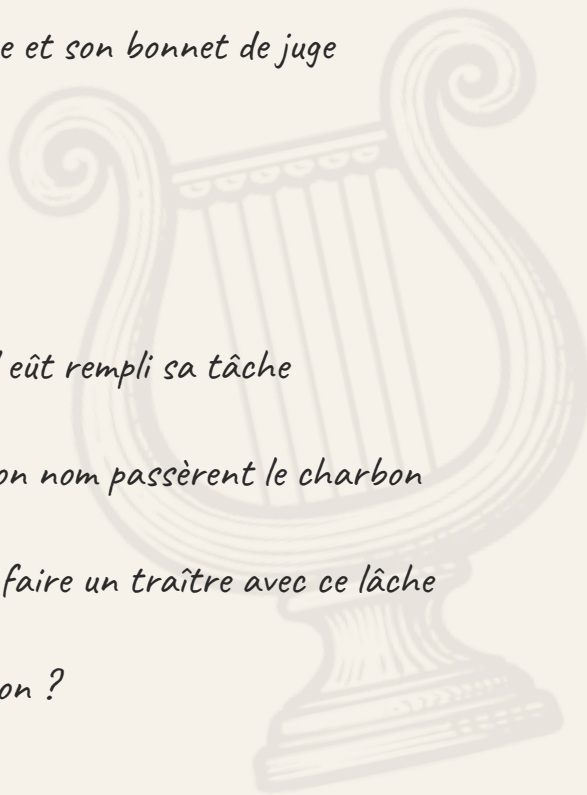 e et son bonnet de juge
eût rempli sa tâche
on nom passèrent le charbon
faire un traître avec ce lâche
on ?